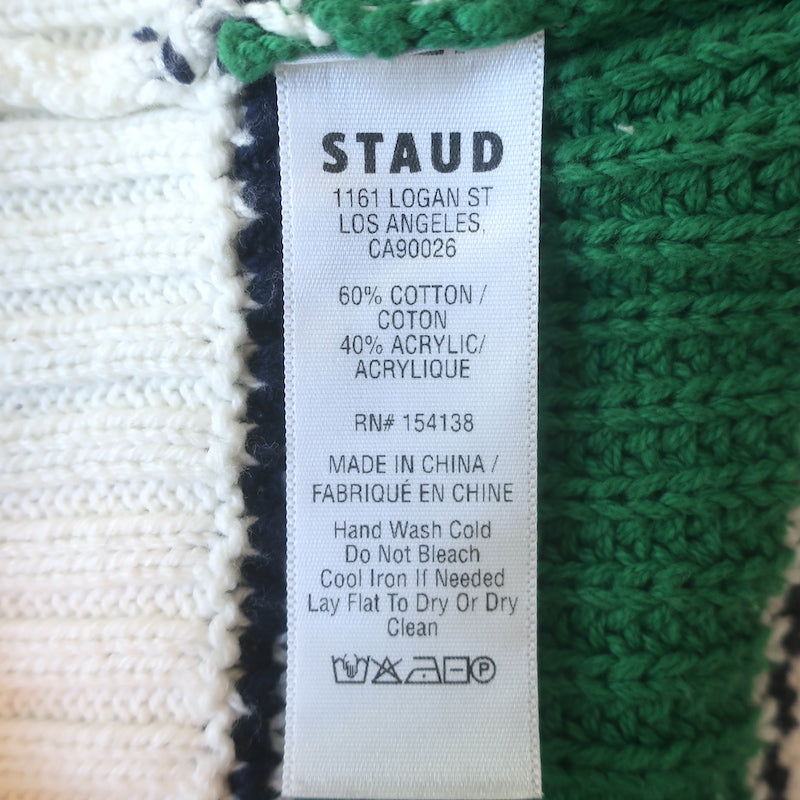 STAUD
1161 LOGAN ST
LOS ANGELES,
CA90026
60% COTTON /
COTON
40% ACRYLIC/
ACRYLIQUE
RN# 154138
MADE IN CHINA /
FABRIQUÉ EN CHINE
Hand Wash Cold
Do Not Bleach
Cool Iron If Needed
Lay Flat To Dry Or Dry
Clean
P